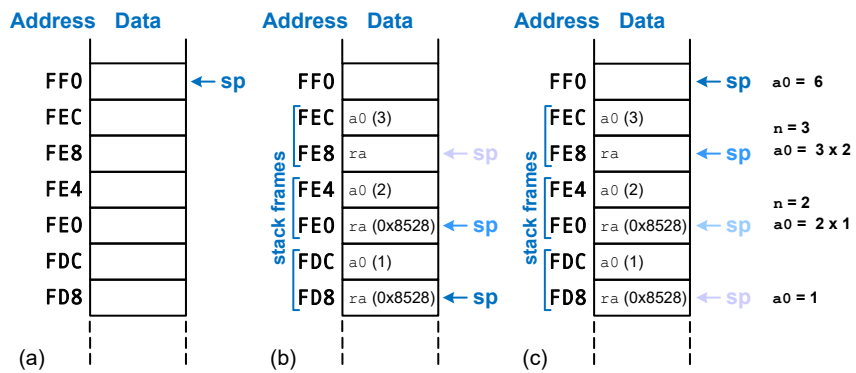 Address Data
FF0
sp
FEC
FE8
FE4
FE0
FDC
FD8
(a)
Address Data
FF0
FEC a0 (3)
FE8 ra
sp
FE4 a0 (2)
FE0 ra (0x8528)
sp
FDC a0 (1)
FD8 ra (0x8528)
sp
stack frames
(b)
Address Data
FF0
sp
a0 = 6
FEC a0 (3)
n = 3
FE8 ra
sp
a0 = 3 x 2
FE4 a0 (2)
n = 2
FE0 ra (0x8528)
sp
a0 = 2 x 1
FDC a0 (1)
FD8 ra (0x8528)
sp
a0 = 1
stack frames
(c)